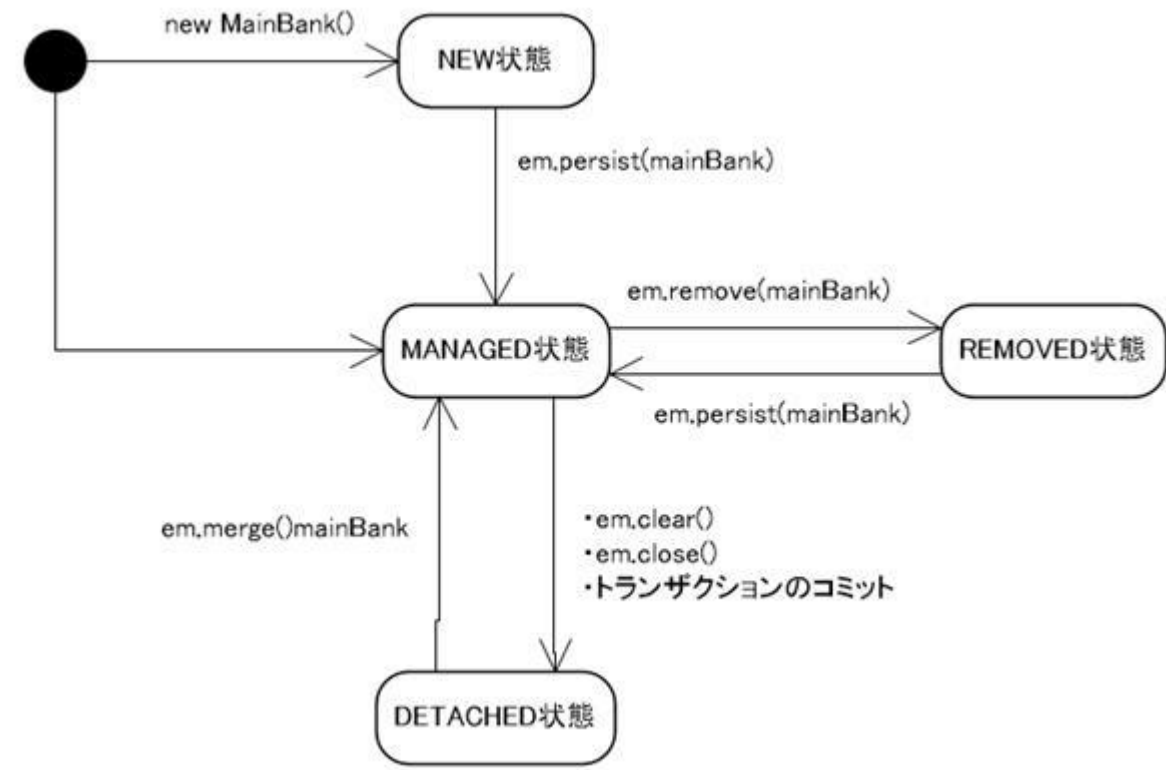 new MainBank()
NEW状態
em.persist(mainBank)
em.remove(mainBank)
MANAGED状態
REMOVED状態
em.persist(mainBank)
em.merge()mainBank
・em.clear()
・em.close()
・トランザクションのコミット
DETACHED状態